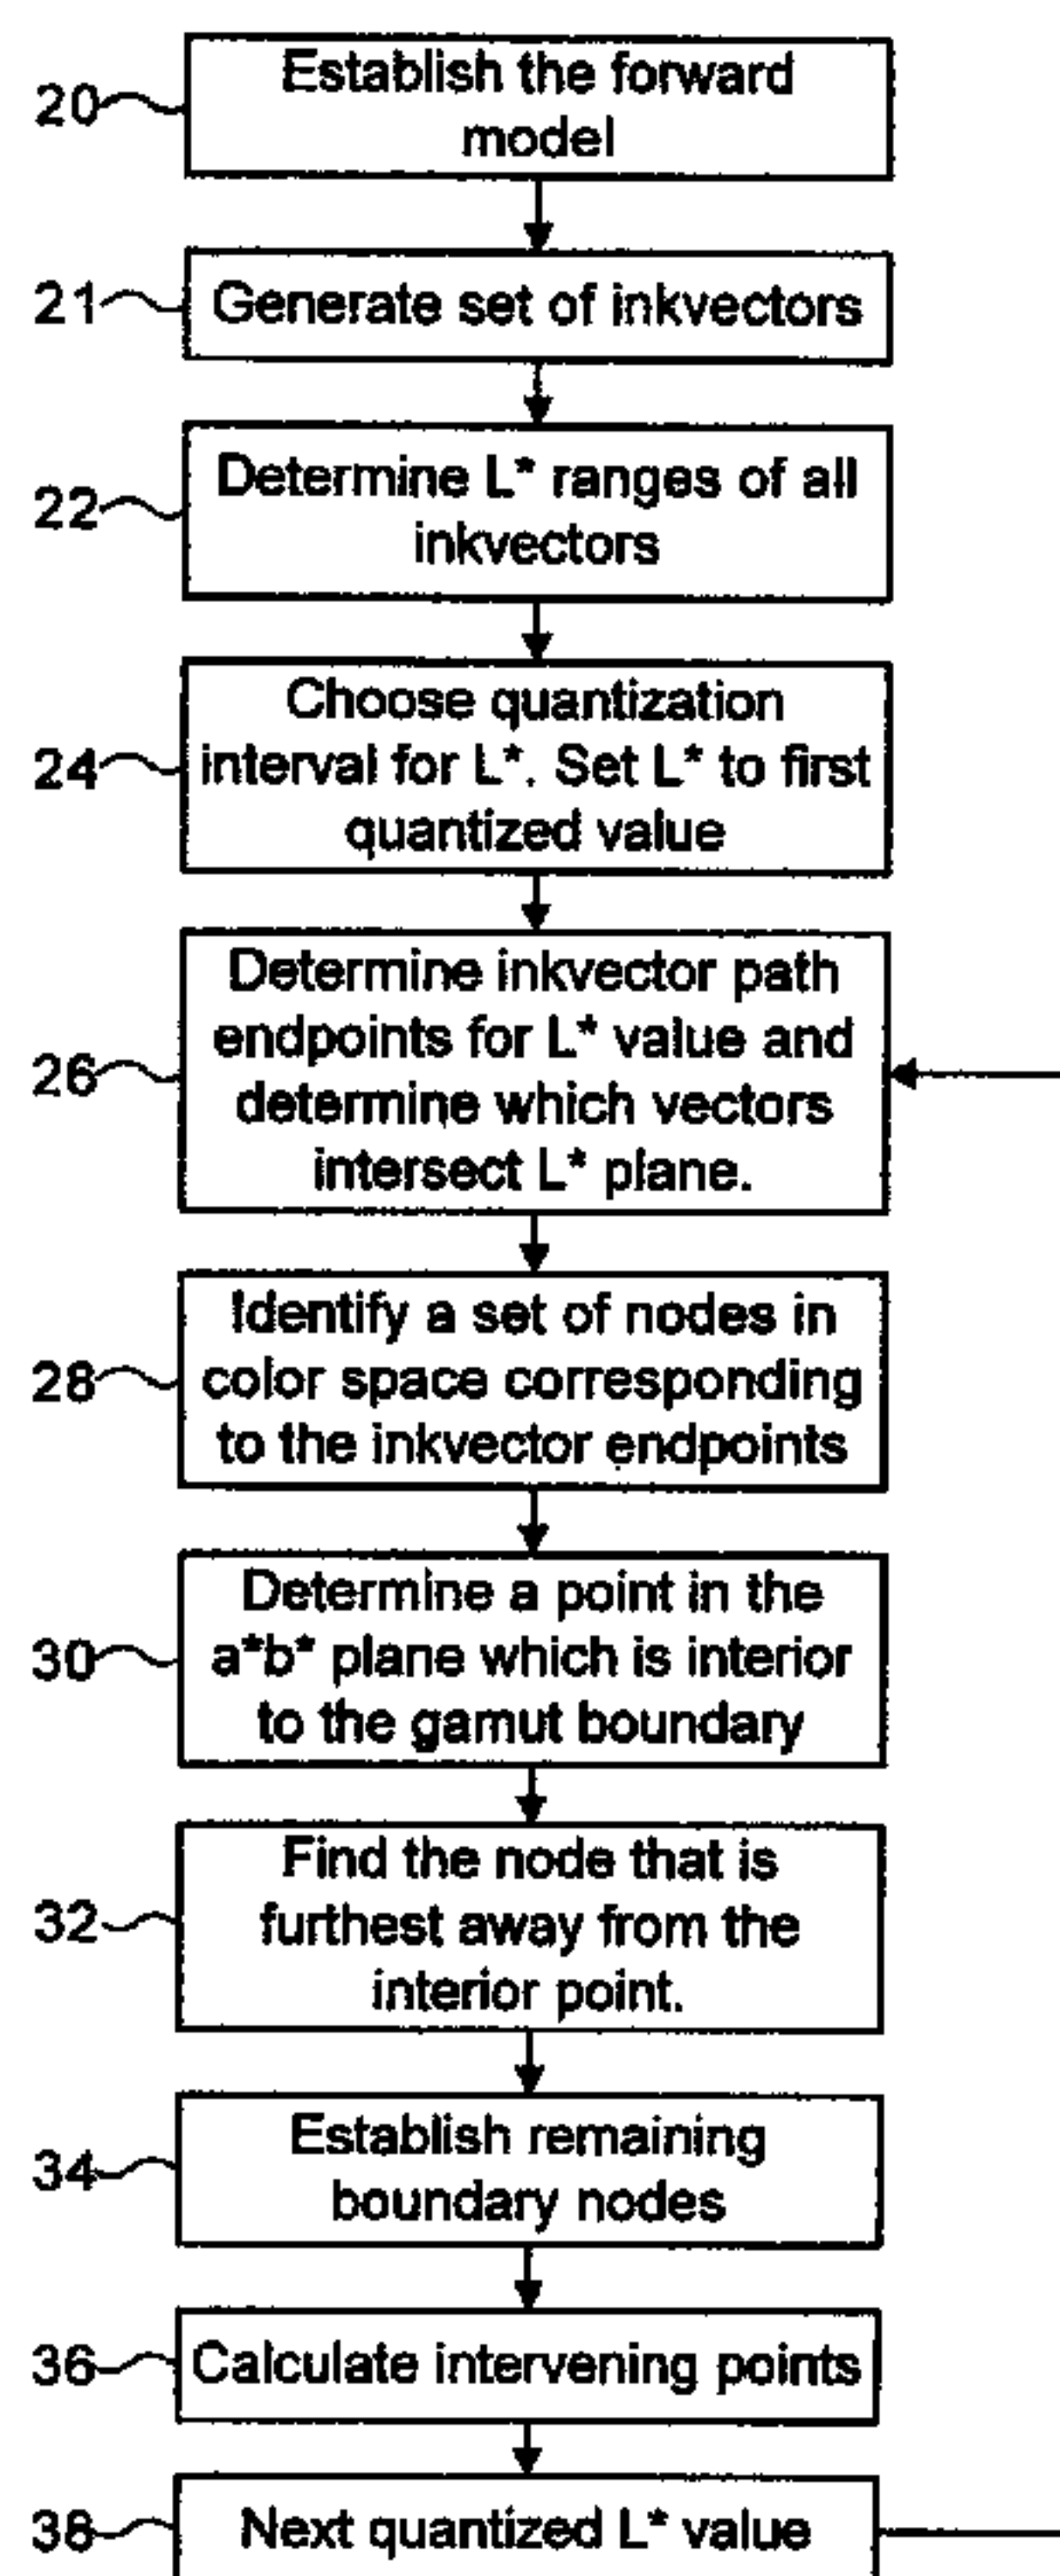 20
Establish the forward
model
21
Generate set of inkvectors
22
Determine L* ranges of all
inkvectors
24
Choose quantization
interval for L*. Set L* to first
quantized value
26
Determine inkvector path
endpoints for L* value and
determine which vectors
intersect L* plane.
28
Identify a set of nodes in
color space corresponding
to the inkvector endpoints
30
Determine a point in the
a*b* plane which is interior
to the gamut boundary
32
Find the node that is
furthest away from the
interior point.
34
Establish remaining
boundary nodes
36
Calculate intervening points
38
Next quantized L* value